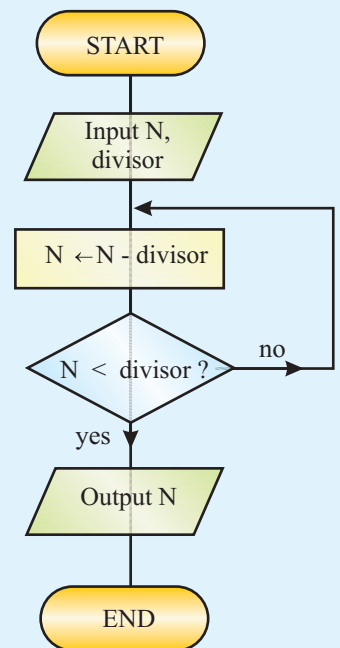 START
Input N,
divisor
N ← N - divisor
N < divisor ?
no
yes
Output N
END